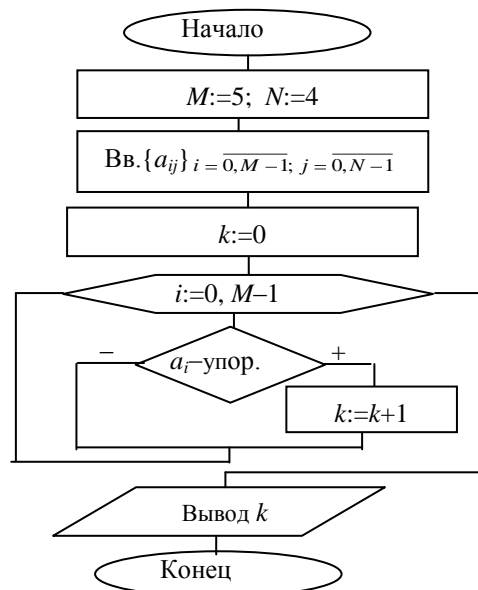 Начало
M:=5; N:=4
Вв.{aij} i = 0,M−1; j = 0,N−1
k:=0
i:=0, M–1
– ai–упор. +
k:=k+1
Вывод k
Конец